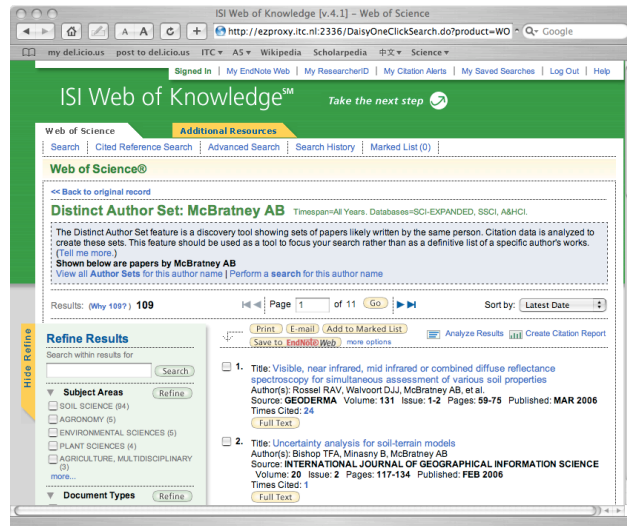 ISI Web of Knowledge [v.4.1] – Web of Science
A A C + http://ezproxy.itc.nl:2336/DaisyOneClickSearch.do?product=WO Q- Google
my del.icio.us post to del.icio.us ITC AS Wikipedia Scholarpedia 中文 Science
Signed In | My EndNote Web | My ResearcherID | My Citation Alerts | My Saved Searches | Log Out | Help
ISI Web of Knowledge℠ Take the next step
Web of Science Additional Resources
Search Cited Reference Search Advanced Search Search History Marked List (0)
Web of Science®
<< Back to original record
Distinct Author Set: McBratney AB Timespan=All Years. Databases=SCI-EXPANDED, SSCI, A&HCI.
The Distinct Author Set feature is a discovery tool showing sets of papers likely written by the same person. Citation data is analyzed to
create these sets. This feature should be used as a tool to focus your search rather than as a definitive list of a specific author's works.
(Tell me more.)
Shown below are papers by McBratney AB
View all Author Sets for this author name | Perform a search for this author name
Results: (Why 109?) 109 Page 1 of 11 Go Sort by: Latest Date
Hide Refine
Refine Results
Search within results for
Search
Subject Areas Refine
SOIL SCIENCE (94)
AGRONOMY (5)
ENVIRONMENTAL SCIENCES (5)
PLANT SCIENCES (4)
AGRICULTURE, MULTIDISCIPLINARY
(3)
more...
Document Types Refine
Print E-mail Add to Marked List
Save to EndNote Web more options
Analyze Results Create Citation Report
1. Title: Visible, near infrared, mid infrared or combined diffuse reflectance
spectroscopy for simultaneous assessment of various soil properties
Author(s): Rossel RAV, Walvoort DJJ, McBratney AB, et al.
Source: GEODERMA Volume: 131 Issue: 1-2 Pages: 59-75 Published: MAR 2006
Times Cited: 24
Full Text
2. Title: Uncertainty analysis for soil-terrain models
Author(s): Bishop TFA, Minasny B, McBratney AB
Source: INTERNATIONAL JOURNAL OF GEOGRAPHICAL INFORMATION SCIENCE
Volume: 20 Issue: 2 Pages: 117-134 Published: FEB 2006
Times Cited: 1
Full Text